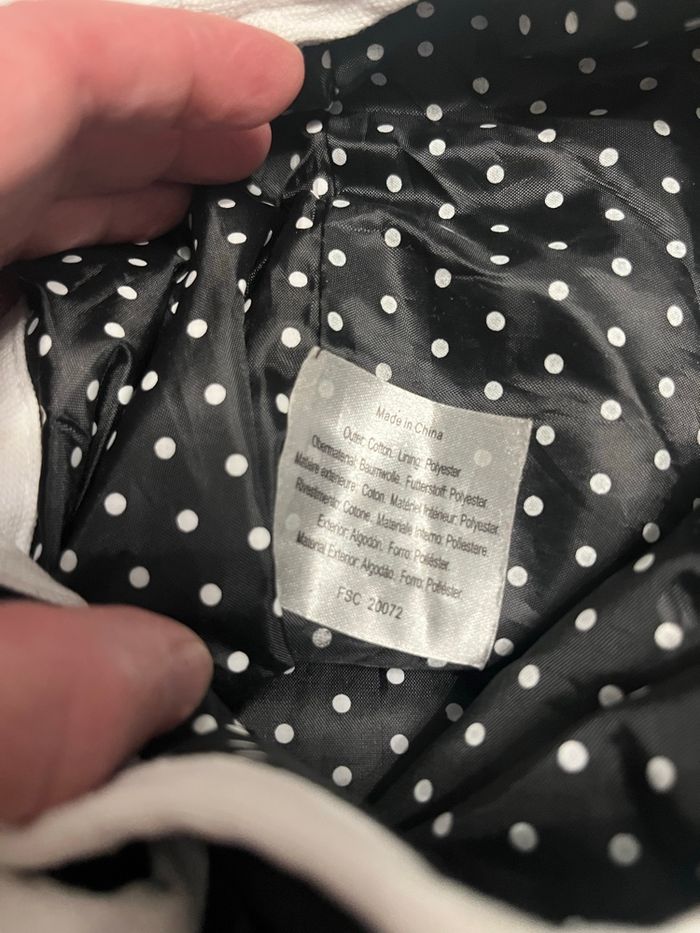 Made in China
Outer: Cotton, Lining: Polyester
Obermaterial: Baumwolle, Futterstoff: Polyester.
Matière extérieure: Coton. Matériel Intérieur: Polyester.
Rivestimento: Cotone, Materiale Interno: Poliestere.
Exterior: Algodón, Forro: Poliéster.
Material Exterior: Algodão, Forro: Poliéster.
FSC 20072